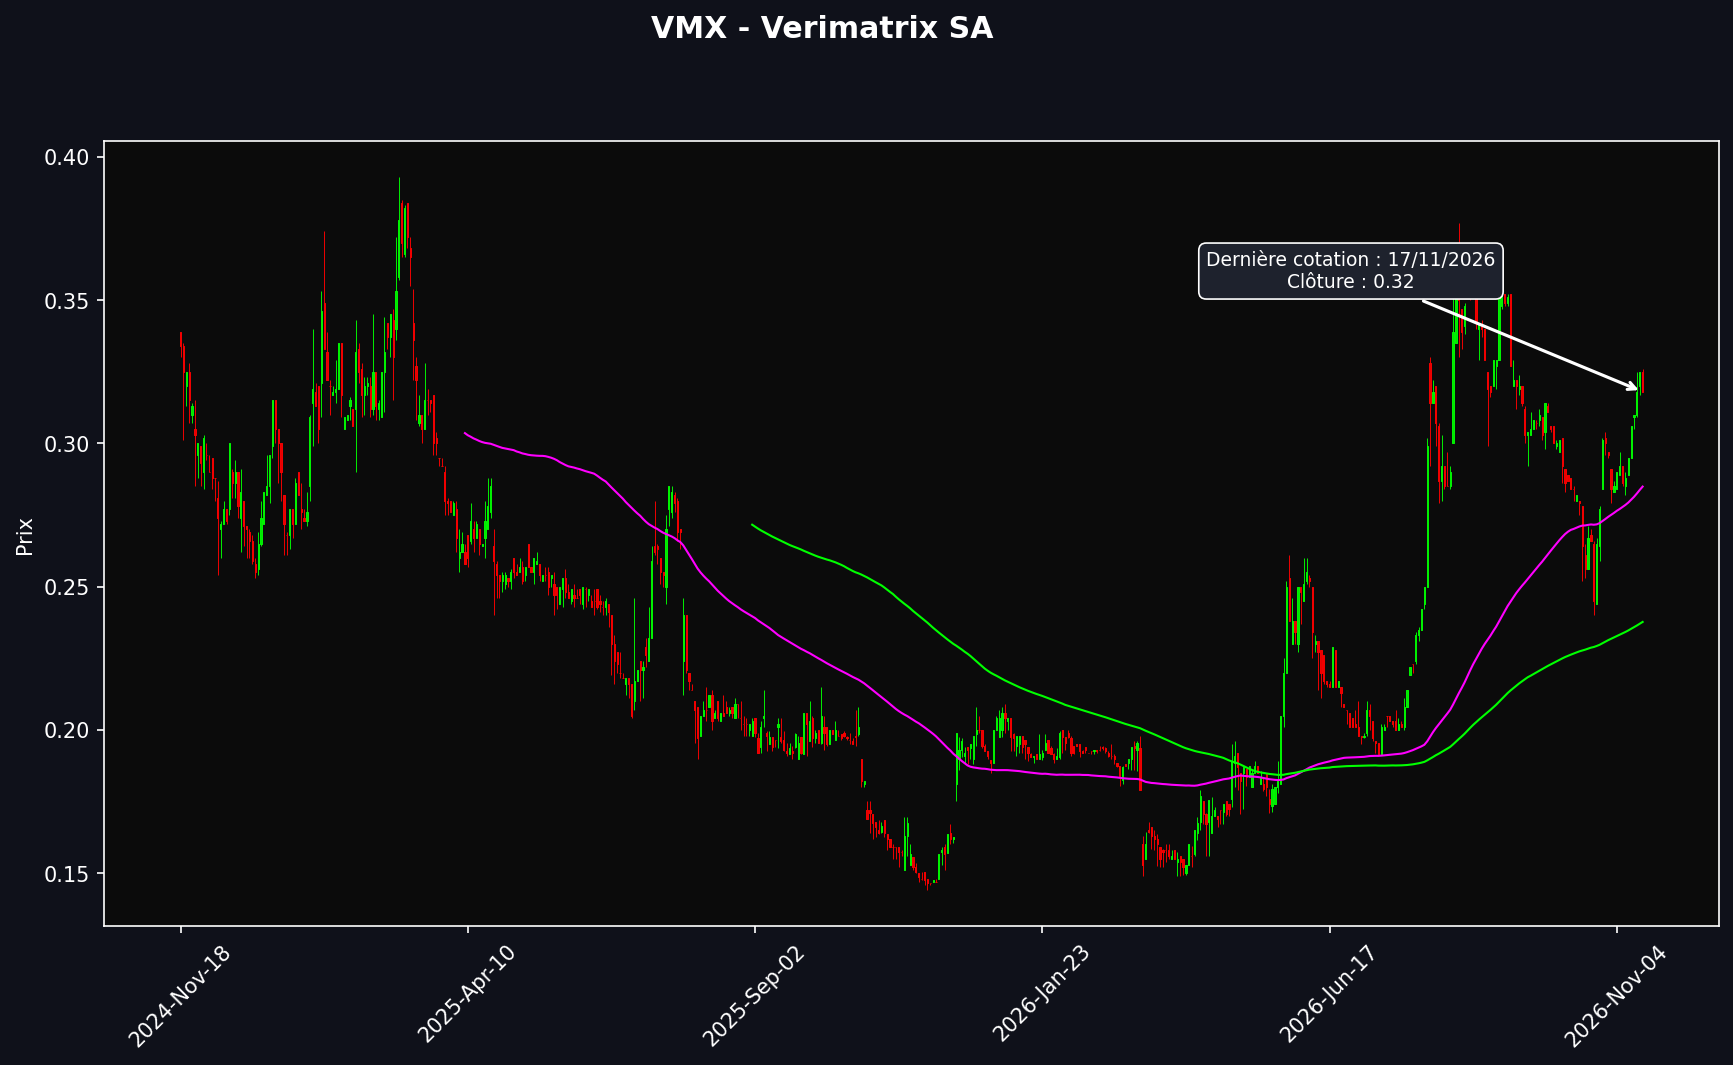 VMX - Verimatrix SA
0.40
0.35
0.30
0.25
0.20
0.15
Prix
Dernière cotation : 17/11/2026
Clôture : 0.32
2024-Nov-18
2025-Apr-10
2025-Sep-02
2026-Jan-23
2026-Jun-17
2026-Nov-04